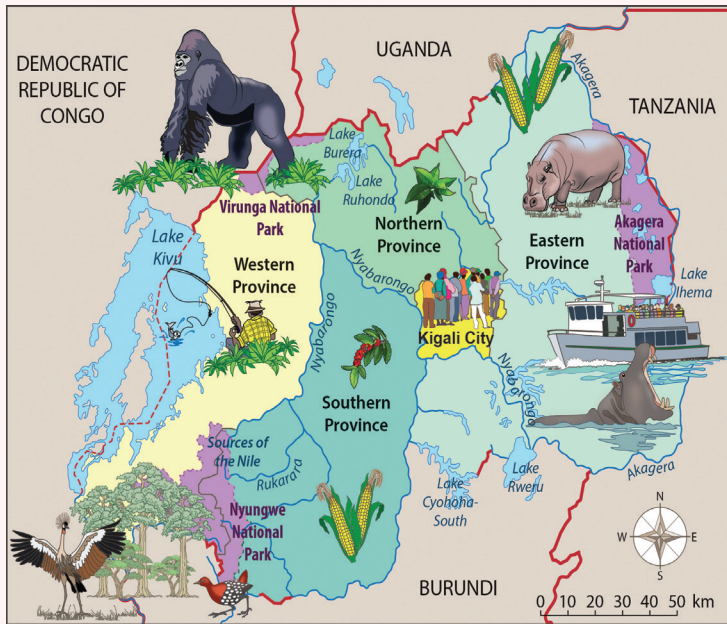 UGANDA
DEMOCRATIC
REPUBLIC OF
CONGO
Akagera
TANZANIA
Lake
Burera
Lake
Ruhondo
Virunga National
Park
Northern
Province
Akagera
National
Park
Lake
Kivu
Western
Province
Nyabarongo
Eastern
Province
Lake
Ihema
Nyabarongo
Kigali City
Nyabarongo
Southern
Province
Sources of
the Nile
Rukarara
Lake
Cyohoha-
South
Lake
Rweru
Akagera
Nyungwe
National
Park
BURUNDI
N
W
E
S
0 10 20 30 40 50 km